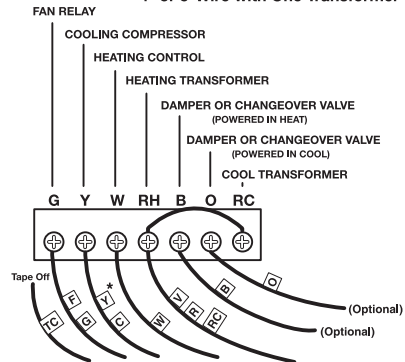 FAN RELAY
COOLING COMPRESSOR
HEATING CONTROL
HEATING TRANSFORMER
DAMPER OR CHANGEOVER VALVE
(POWERED IN HEAT)
DAMPER OR CHANGEOVER VALVE
(POWERED IN COOL)
COOL TRANSFORMER
G Y W RH B O RC
Tape Off
TC
F
G
Y*
C
W
V
R
RC
B
O
(Optional)
(Optional)